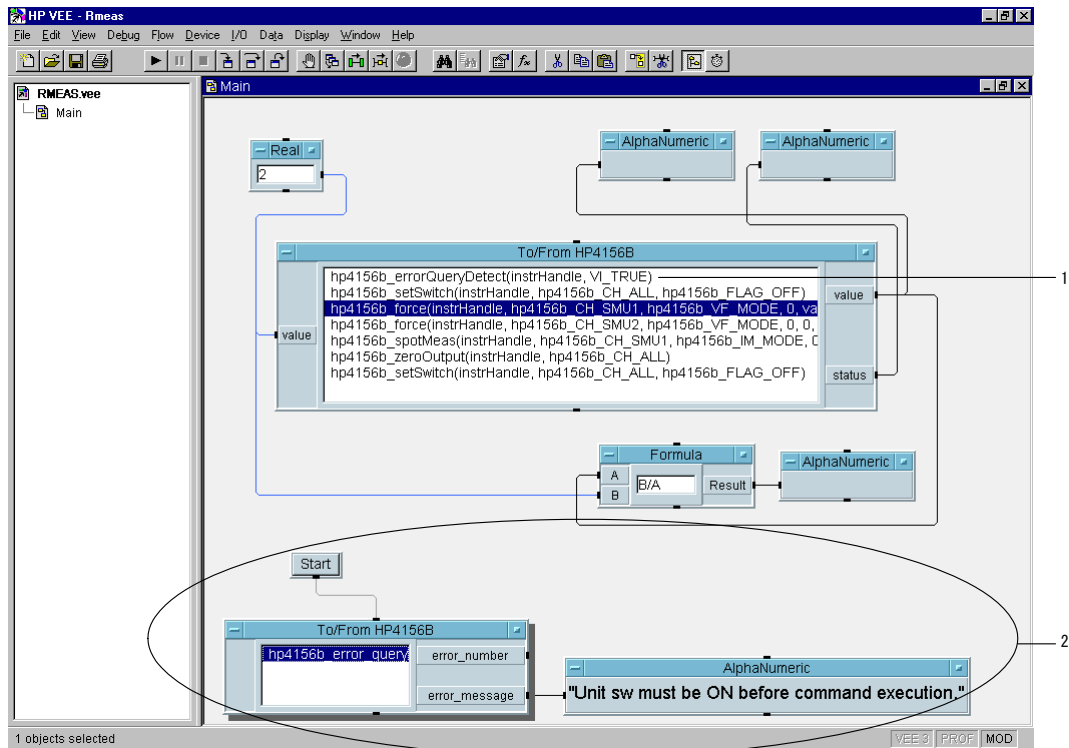 HP VEE - Rmeas
File Edit View Debug Flow Device I/O Data Display Window Help
RMEAS.vee
Main
Main
Real
2
AlphaNumeric
AlphaNumeric
To/From HP4156B
value
hp4156b_errorQueryDetect(instrHandle, VI_TRUE)
hp4156b_setSwitch(instrHandle, hp4156b_CH_ALL, hp4156b_FLAG_OFF)
hp4156b_force(instrHandle, hp4156b_CH_SMU1, hp4156b_VF_MODE, 0, va
hp4156b_force(instrHandle, hp4156b_CH_SMU2, hp4156b_VF_MODE, 0, 0,
hp4156b_spotMeas(instrHandle, hp4156b_CH_SMU1, hp4156b_IM_MODE, 0
hp4156b_zeroOutput(instrHandle, hp4156b_CH_ALL)
hp4156b_setSwitch(instrHandle, hp4156b_CH_ALL, hp4156b_FLAG_OFF)
value
status
1
Formula
A
B
B/A
Result
AlphaNumeric
Start
To/From HP4156B
hp4156b_error_query
error_number
error_message
AlphaNumeric
"Unit sw must be ON before command execution."
2
1 objects selected
VEE 3 PROF MOD